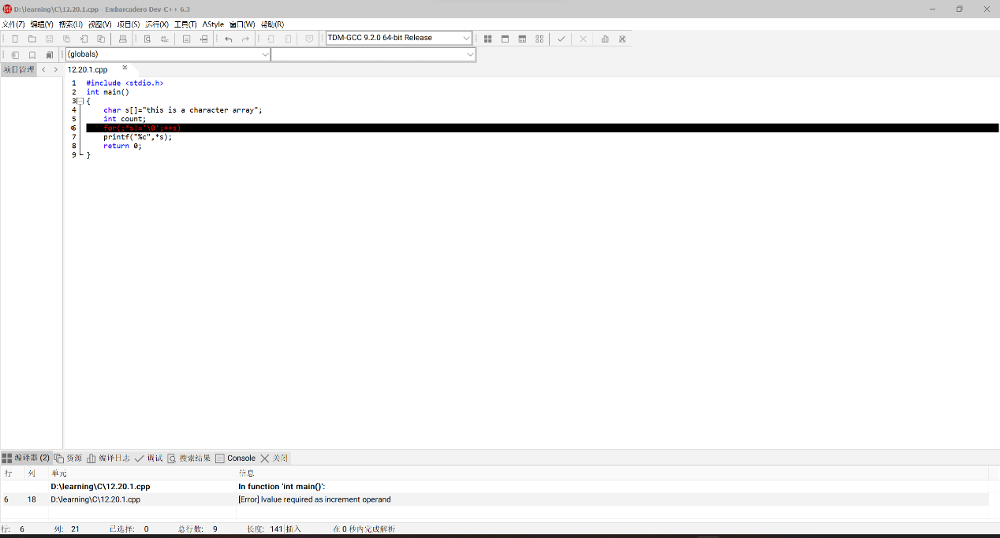 D:\learning\C\12.20.1.cpp - Embarcadero Dev-C++ 6.3
文件(Z) 编辑(Y) 搜索(U) 视图(V) 项目(S) 运行(X) 工具(T) AStyle 窗口(W) 帮助(R)
TDM-GCC 9.2.0 64-bit Release
(globals)
项目管理 12.20.1.cpp
1 #include <stdio.h>
2 int main()
3 {
4 char s[]="this is a character array";
5 int count;
6 for(;*s!='\0';++s)
7 printf("%c",*s);
8 return 0;
9 }
编译器 (2) 资源 编译日志 调试 搜索结果 Console 关闭
行 列 单元 信息
D:\learning\C\12.20.1.cpp In function 'int main()':
6 18 D:\learning\C\12.20.1.cpp [Error] lvalue required as increment operand
行: 6 列: 21 已选择: 0 总行数: 9 长度: 141 插入 在 0 秒内完成解析